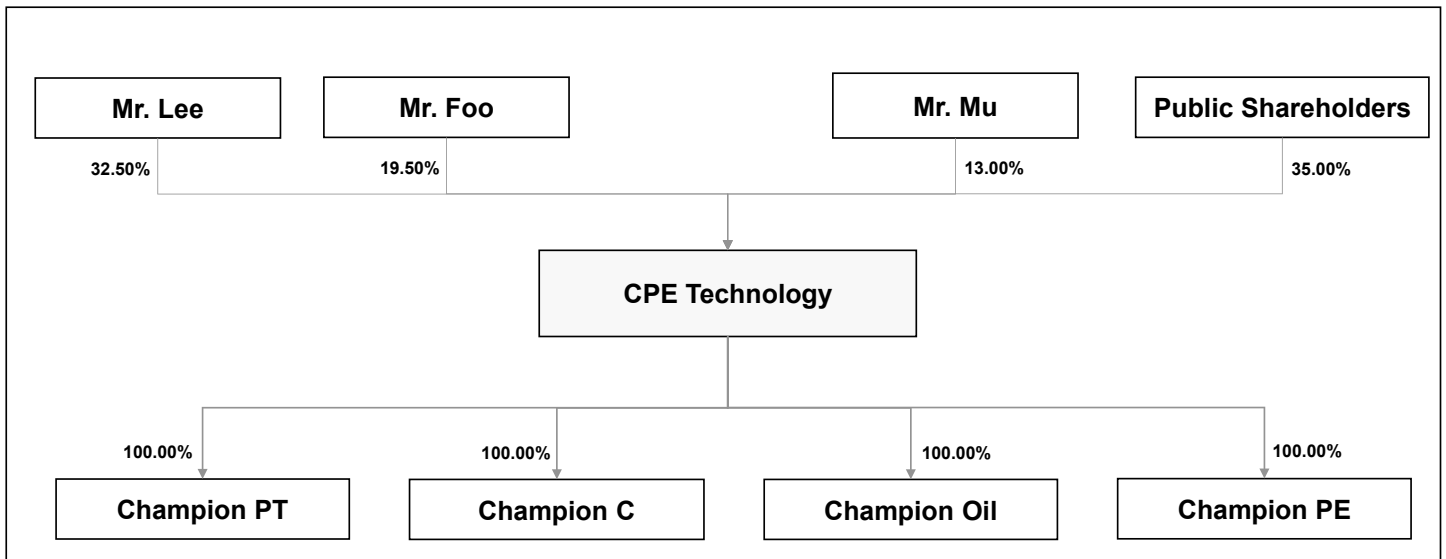 Mr. Lee
Mr. Foo
Mr. Mu
Public Shareholders
32.50%
19.50%
13.00%
35.00%
CPE Technology
100.00%
100.00%
100.00%
100.00%
Champion PT
Champion C
Champion Oil
Champion PE